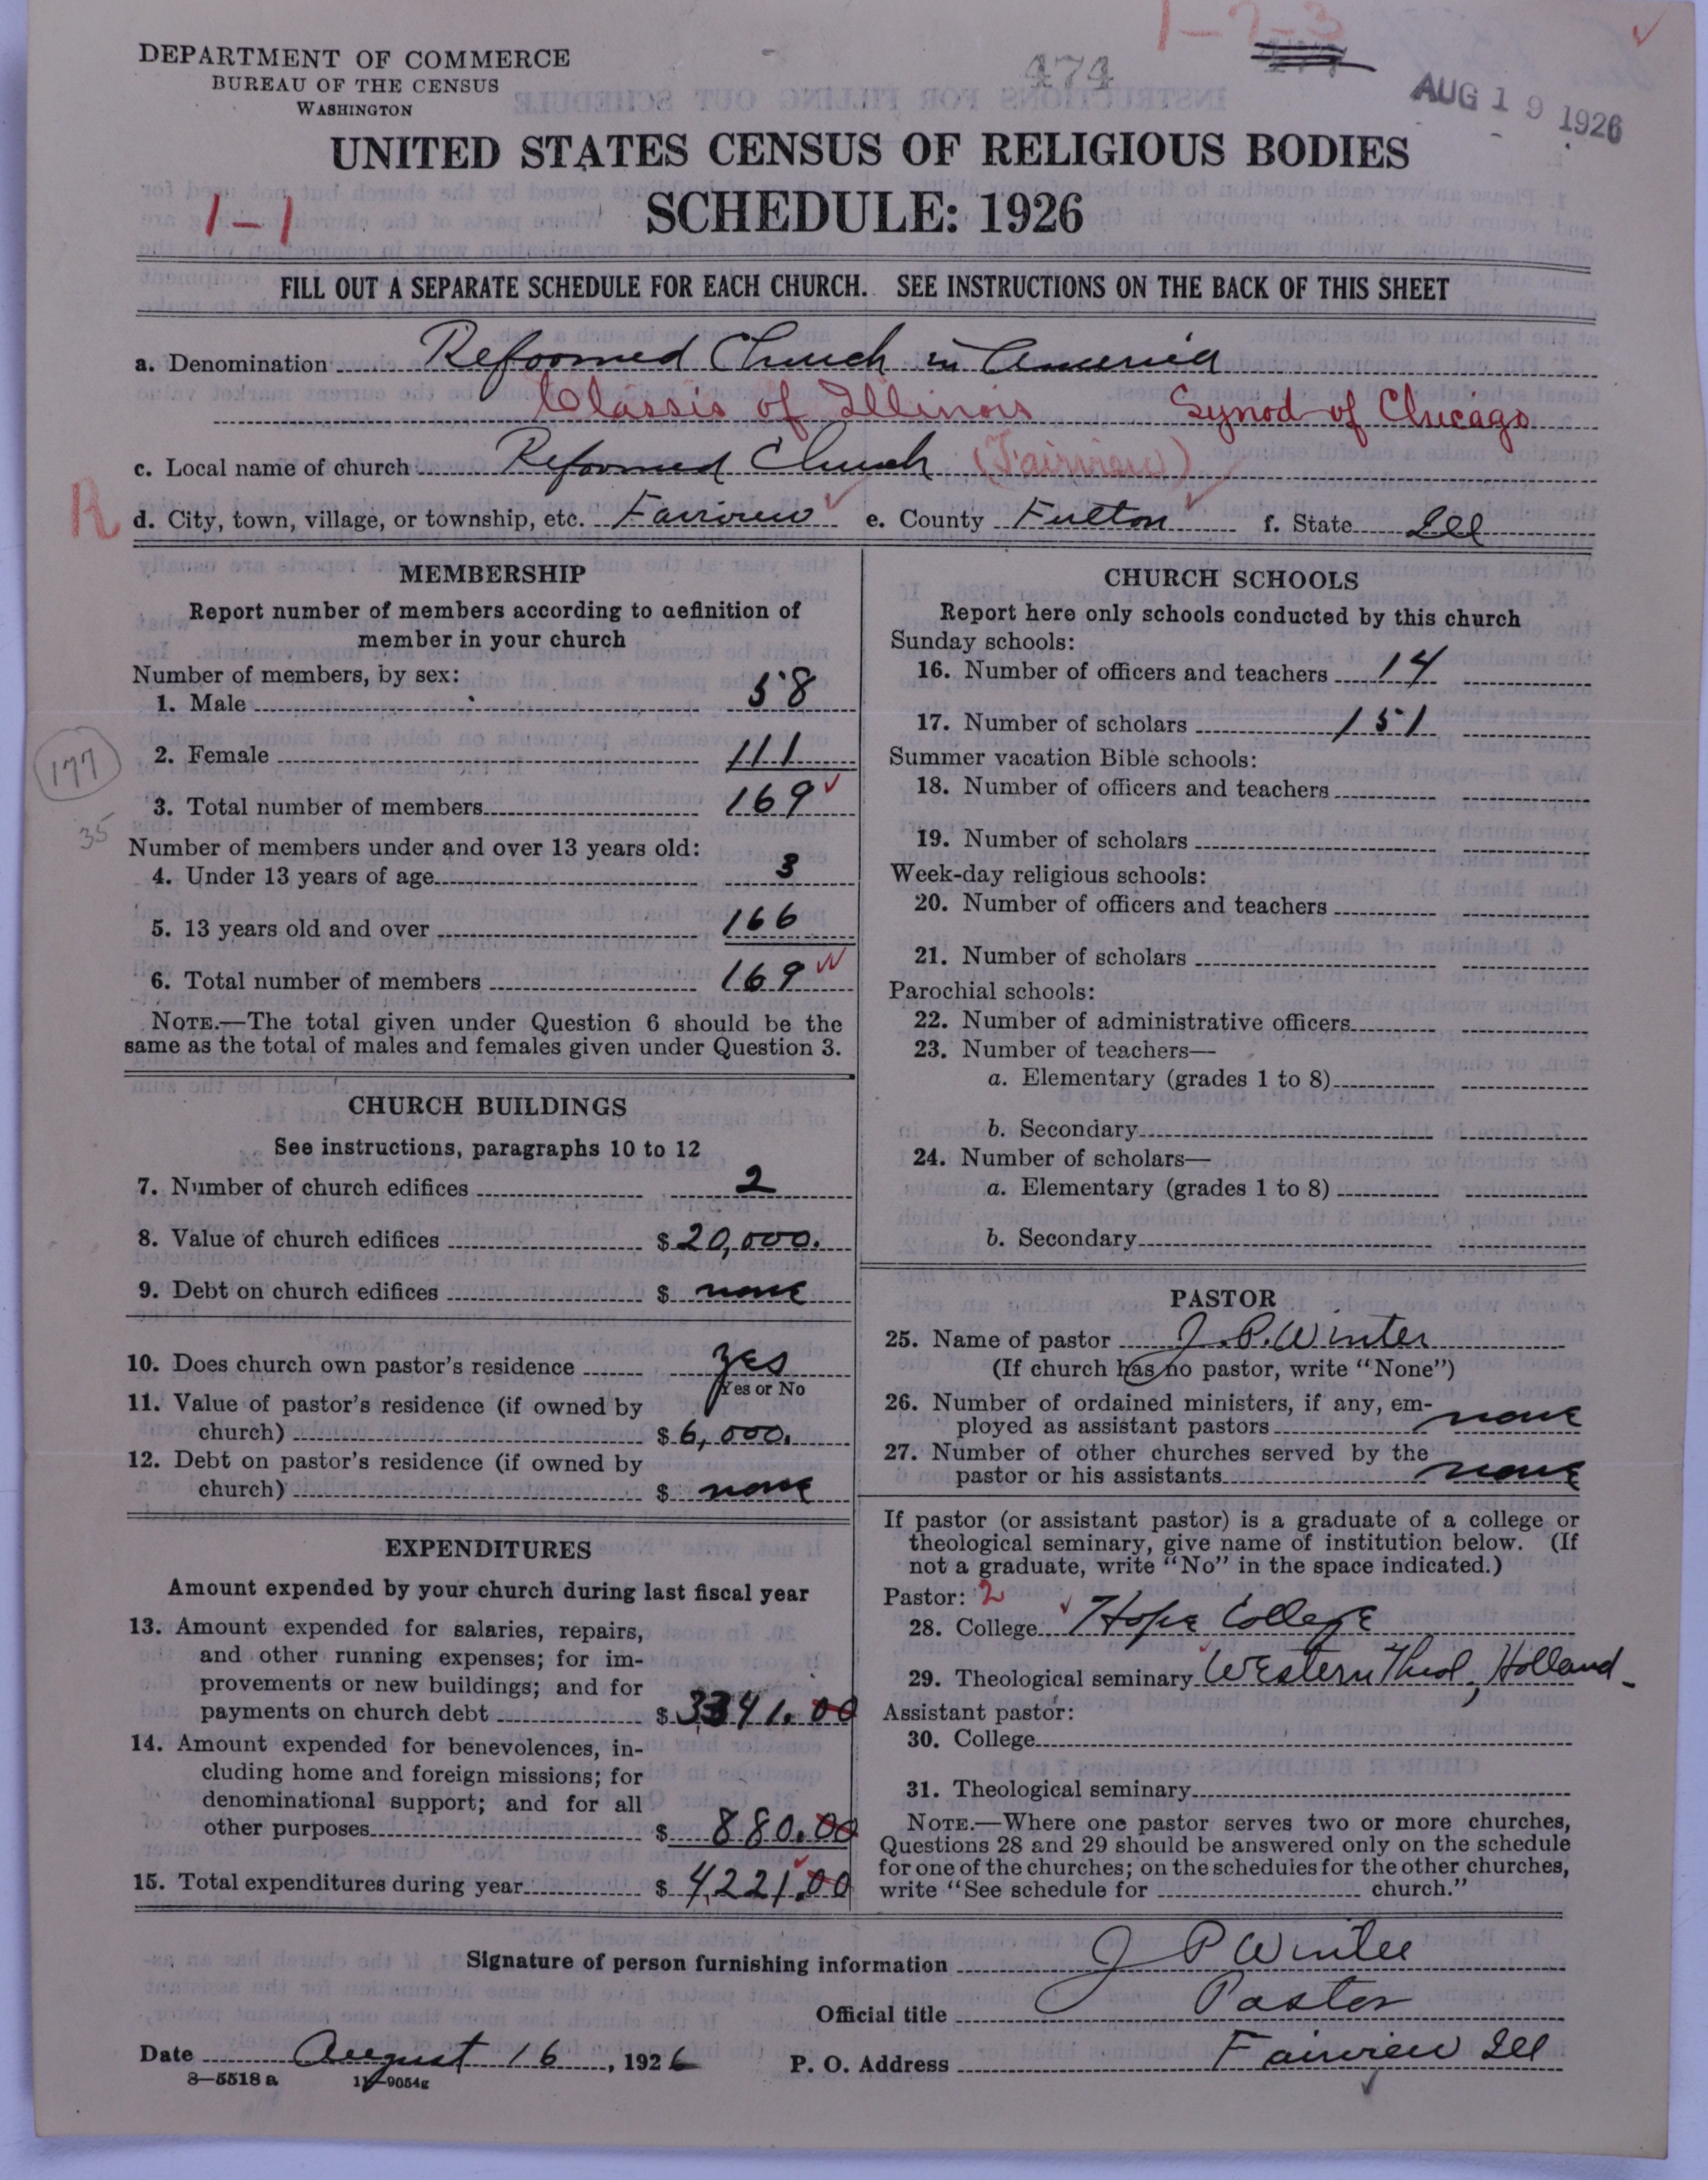 1-7-3
DEPARTMENT OF COMMERCE
BUREAU OF THE CENSUS
WASHINGTON
474
AUG 19 1926
UNITED STATES CENSUS OF RELIGIOUS BODIES
1-1
SCHEDULE: 1926
FILL OUT A SEPARATE SCHEDULE FOR EACH CHURCH. SEE INSTRUCTIONS ON THE BACK OF THIS SHEET
a. Denomination Reformed Church in America
Classis of Illinois Synod of Chicago
c. Local name of church Reformed Church (Fairview)
R
d. City, town, village, or township, etc. Fairview e. County Fulton f. State Ill
MEMBERSHIP
Report number of members according to definition of
member in your church
Number of members, by sex:
1. Male 58
2. Female 111
177
3. Total number of members 169
35
Number of members under and over 13 years old:
4. Under 13 years of age 3
5. 13 years old and over 166
6. Total number of members 169
NOTE.—The total given under Question 6 should be the
same as the total of males and females given under Question 3.
CHURCH BUILDINGS
See instructions, paragraphs 10 to 12
7. Number of church edifices 2
8. Value of church edifices $ 20,000.
9. Debt on church edifices $ none
10. Does church own pastor's residence yes
Yes or No
11. Value of pastor's residence (if owned by
church) $ 6,000.
12. Debt on pastor's residence (if owned by
church) $ none
EXPENDITURES
Amount expended by your church during last fiscal year
13. Amount expended for salaries, repairs,
and other running expenses; for im-
provements or new buildings; and for
payments on church debt $ 3341.00
14. Amount expended for benevolences, in-
cluding home and foreign missions; for
denominational support; and for all
other purposes $ 880.00
15. Total expenditures during year $ 4221.00
CHURCH SCHOOLS
Report here only schools conducted by this church
Sunday schools:
16. Number of officers and teachers 14
17. Number of scholars 151
Summer vacation Bible schools:
18. Number of officers and teachers
19. Number of scholars
Week-day religious schools:
20. Number of officers and teachers
21. Number of scholars
Parochial schools:
22. Number of administrative officers
23. Number of teachers—
a. Elementary (grades 1 to 8)
b. Secondary
24. Number of scholars—
a. Elementary (grades 1 to 8)
b. Secondary
PASTOR
25. Name of pastor J. P. Winter
(If church has no pastor, write "None")
26. Number of ordained ministers, if any, em-
ployed as assistant pastors none
27. Number of other churches served by the
pastor or his assistants none
If pastor (or assistant pastor) is a graduate of a college or
theological seminary, give name of institution below. (If
not a graduate, write "No" in the space indicated.)
Pastor: 2
28. College Hope College
29. Theological seminary Western Theol, Holland
Assistant pastor:
30. College
31. Theological seminary
NOTE.—Where one pastor serves two or more churches,
Questions 28 and 29 should be answered only on the schedule
for one of the churches; on the schedules for the other churches,
write "See schedule for church."
Signature of person furnishing information J P Winter
Official title Pastor
Date August 16, 1926 P. O. Address Fairview Ill
8—5518 a 11—9054g